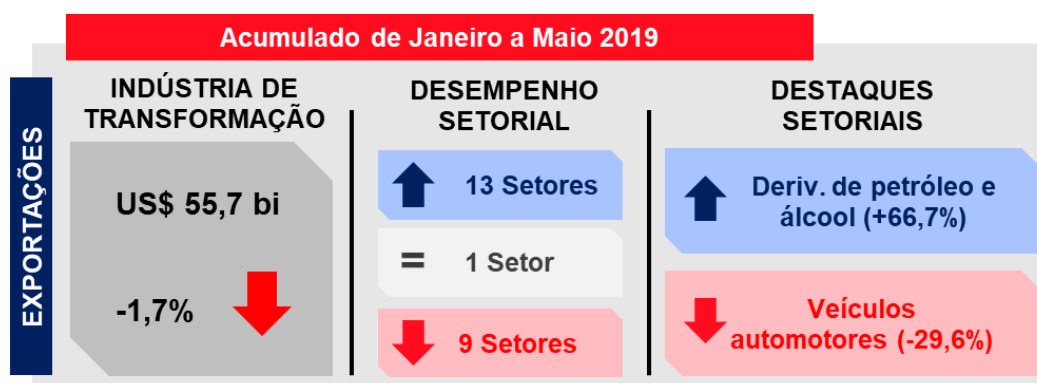 Acumulado de Janeiro a Maio 2019
EXPORTAÇÕES
INDÚSTRIA DE
TRANSFORMAÇÃO
US$ 55,7 bi
-1,7%
DESEMPENHO
SETORIAL
13 Setores
= 1 Setor
9 Setores
DESTAQUES
SETORIAIS
Deriv. de petróleo e
álcool (+66,7%)
Veículos
automotores (-29,6%)